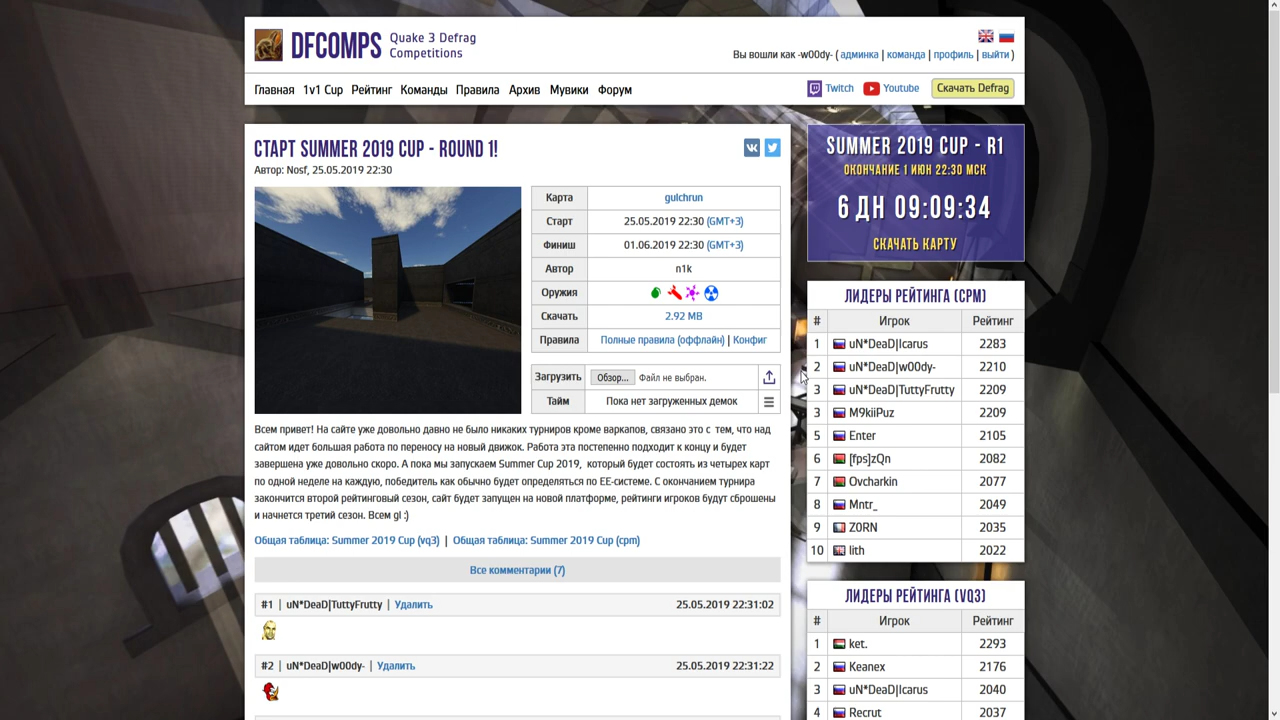 DFCOMPS
Quake 3 Defrag
Competitions
Вы вошли как -w00dy- ( админка | команда | профиль | выйти )
Главная 1v1 Cup Рейтинг Команды Правила Архив Мувики Форум
Twitch Youtube Скачать Defrag
СТАРТ SUMMER 2019 CUP - ROUND 1!
Автор: Nosf, 25.05.2019 22:30
Карта gulchrun
Старт 25.05.2019 22:30 (GMT+3)
Финиш 01.06.2019 22:30 (GMT+3)
Автор n1k
Оружия
Скачать 2.92 MB
Правила Полные правила (оффлайн) | Конфиг
Загрузить Обзор... Файл не выбран.
Тайм Пока нет загруженных демок
Всем привет! На сайте уже довольно давно не было никаких турниров кроме варкапов, связано это с тем, что над
сайтом идет большая работа по переносу на новый движок. Работа эта постепенно подходит к концу и будет
завершена уже довольно скоро. А пока мы запускаем Summer Cup 2019, который будет состоять из четырех карт
по одной неделе на каждую, победитель как обычно будет определяться по ЕЕ-системе. С окончанием турнира
закончится второй рейтинговый сезон, сайт будет запущен на новой платформе, рейтинги игроков будут сброшены
и начнется третий сезон. Всем gl :)
Общая таблица: Summer 2019 Cup (vq3) | Общая таблица: Summer 2019 Cup (cpm)
Все комментарии (7)
#1 | uN*DeaD|TuttyFrutty | Удалить 25.05.2019 22:31:02
#2 | uN*DeaD|w00dy- | Удалить 25.05.2019 22:31:22
SUMMER 2019 CUP - R1
ОКОНЧАНИЕ 1 ИЮН 22:30 МСК
6 ДН 09:09:34
СКАЧАТЬ КАРТУ
ЛИДЕРЫ РЕЙТИНГА (CPM)
# Игрок Рейтинг
1 uN*DeaD|Icarus 2283
2 uN*DeaD|w00dy- 2210
3 uN*DeaD|TuttyFrutty 2209
3 M9kiiPuz 2209
5 Enter 2105
6 [fps]zQn 2082
7 Ovcharkin 2077
8 Mntr_ 2049
9 Z0RN 2035
10 lith 2022
ЛИДЕРЫ РЕЙТИНГА (VQ3)
# Игрок Рейтинг
1 ket. 2293
2 Keanex 2176
3 uN*DeaD|Icarus 2040
4 Recrut 2037